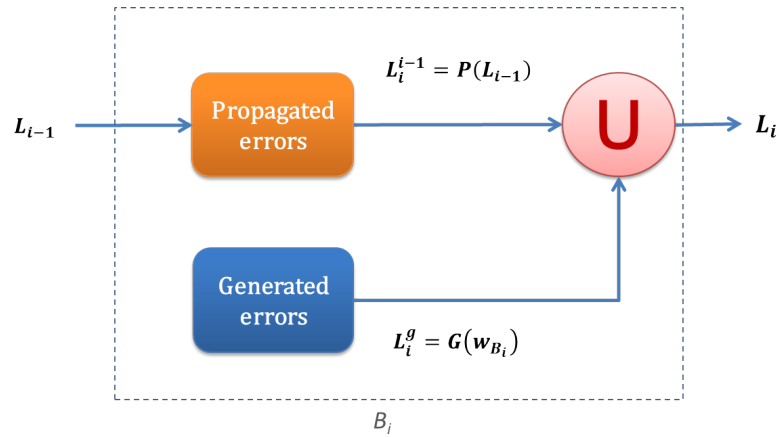 L_{i-1}
Propagated
errors
L_i^{i-1} = P(L_{i-1})
U
L_i
Generated
errors
L_i^g = G(w_{B_i})
B_i